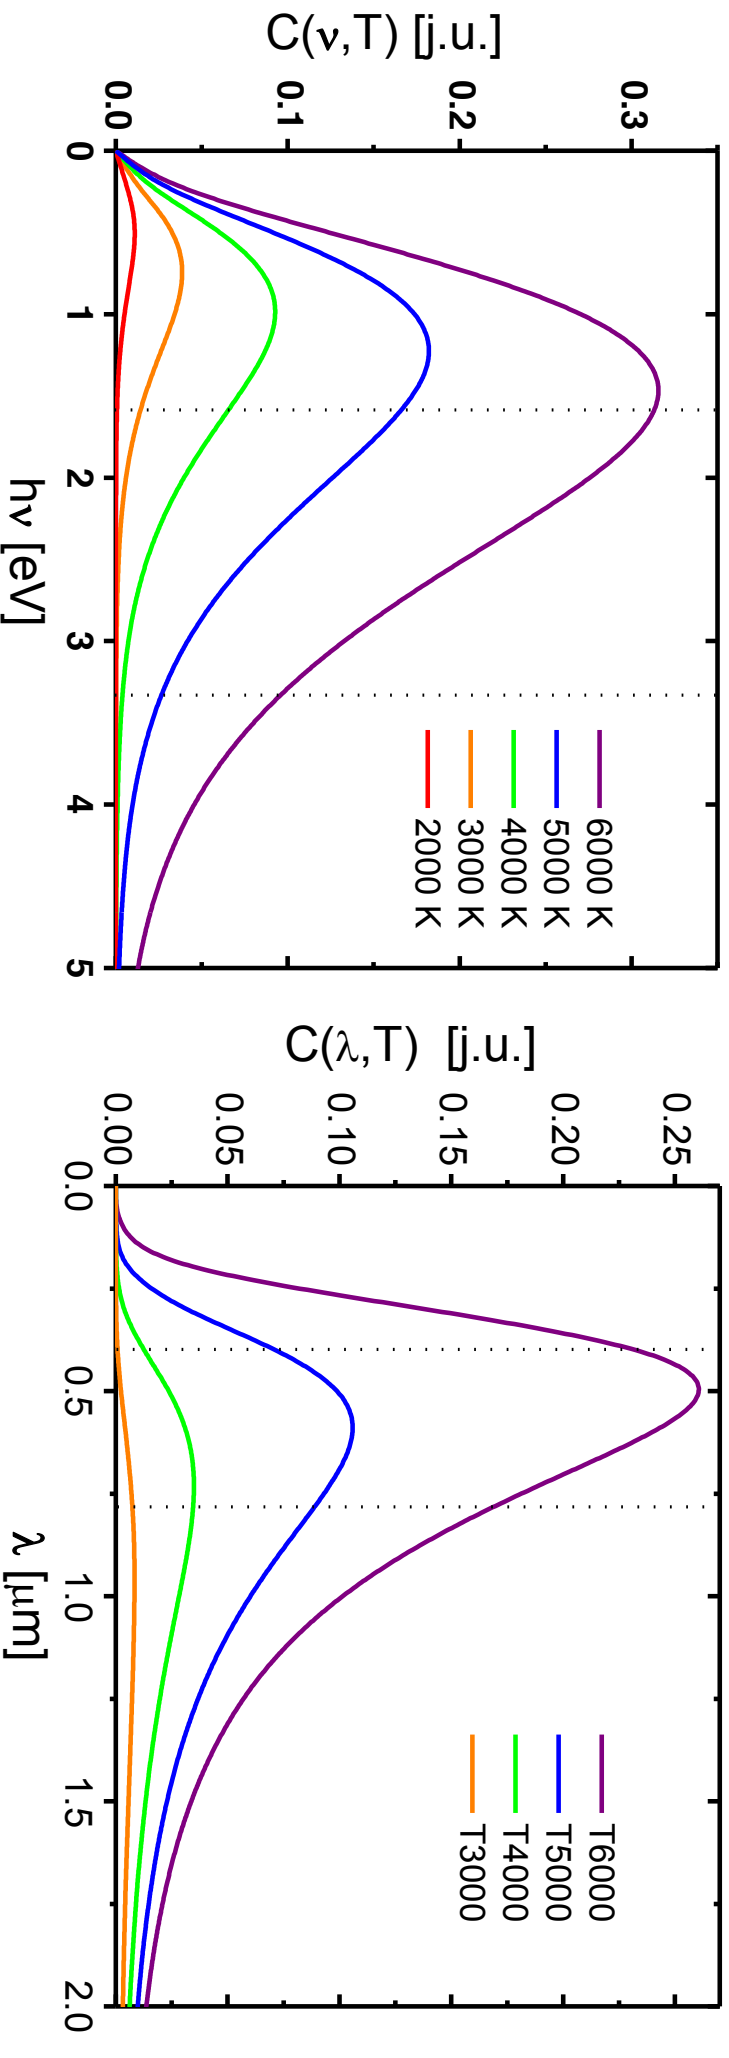 C(ν,T) [j.u.]
0.3
0.2
0.1
0.0
0
1
2
3
4
5
hν [eV]
6000 K
5000 K
4000 K
3000 K
2000 K
C(λ,T) [j.u.]
0.25
0.20
0.15
0.10
0.05
0.00
0.0
0.5
1.0
1.5
2.0
λ [μm]
T6000
T5000
T4000
T3000